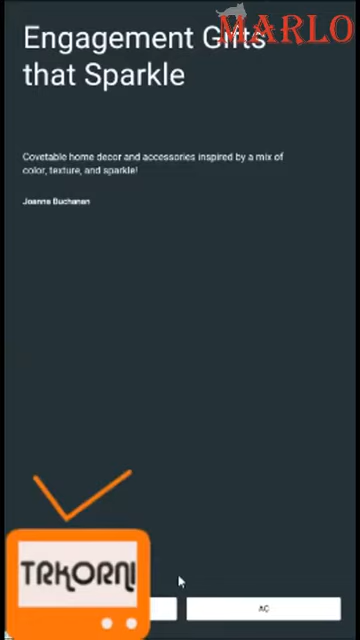 MARLO
Engagement Gifts
that Sparkle
Covetable home decor and accessories inspired by a mix of
color, texture, and sparkle!
Joanna Buchanan
TRKORNI
AÇ